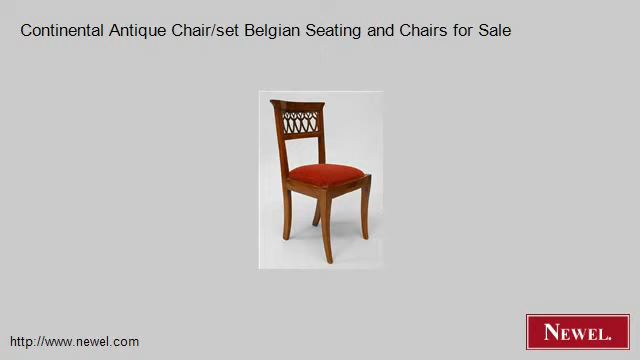 Continental Antique Chair/set Belgian Seating and Chairs for Sale
http://www.newel.com
NEWEL.